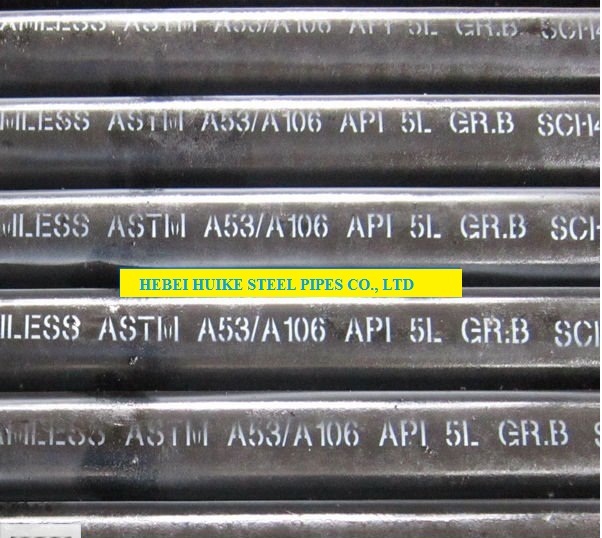 AMLESS ASTM A53/A106 API 5L GR.B SCH4
MLESS ASTM A53/A106 API 5L GR.B SCH4
MLESS ASTM A53/A106 API 5L GR.B SCH
HEBEI HUIKE STEEL PIPES CO., LTD
MLESS ASTM A53/A106 API 5L GR.B SCH
AMLESS ASTM A53/A106 API 5L GR.B S